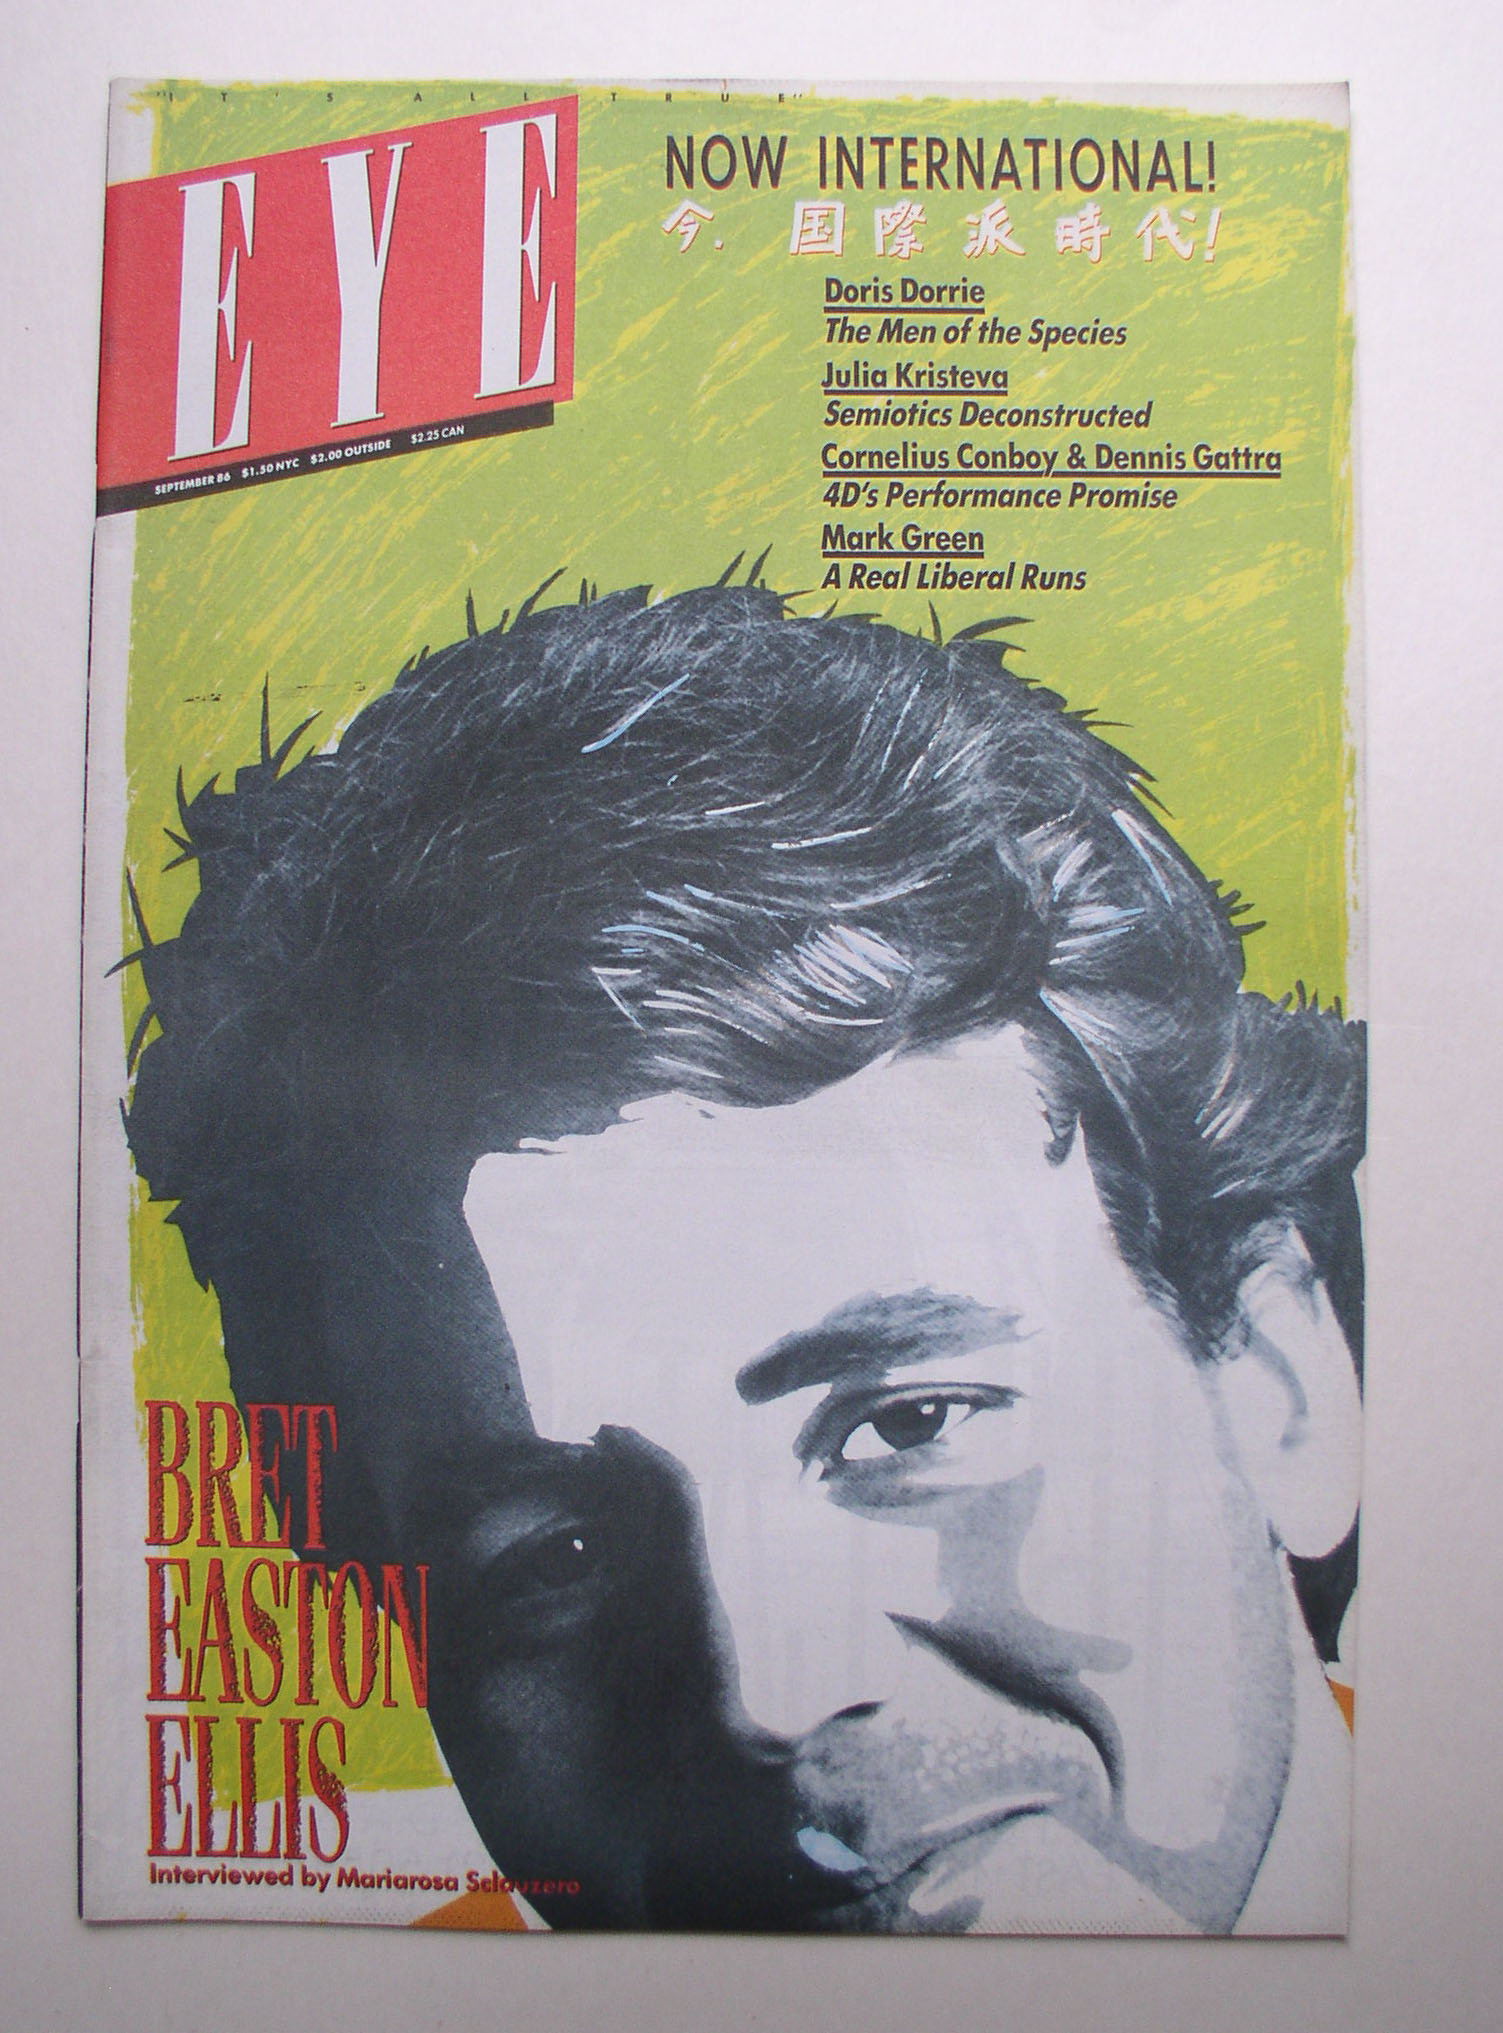 "IT'S ALL TRUE"
EYE
SEPTEMBER 86 $1.50 NYC $2.00 OUTSIDE $2.25 CAN
NOW INTERNATIONAL!
今. 国際派時代!
Doris Dorrie
The Men of the Species
Julia Kristeva
Semiotics Deconstructed
Cornelius Conboy & Dennis Gattra
4D's Performance Promise
Mark Green
A Real Liberal Runs
BRET
EASTON
ELLIS
Interviewed by Mariarosa Sclauzero